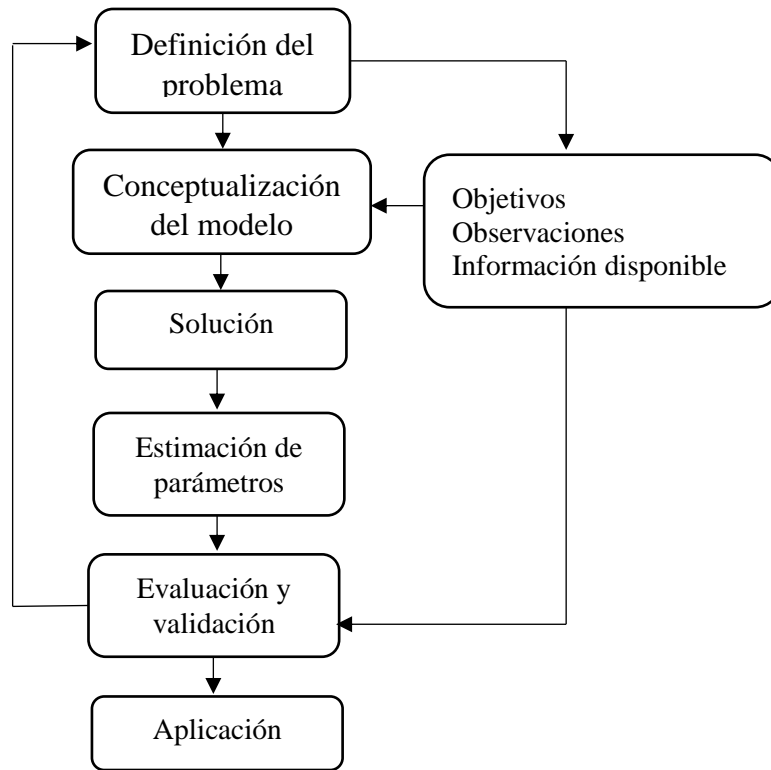 Definición del
problema
Conceptualización
del modelo
Objetivos
Observaciones
Información disponible
Solución
Estimación de
parámetros
Evaluación y
validación
Aplicación